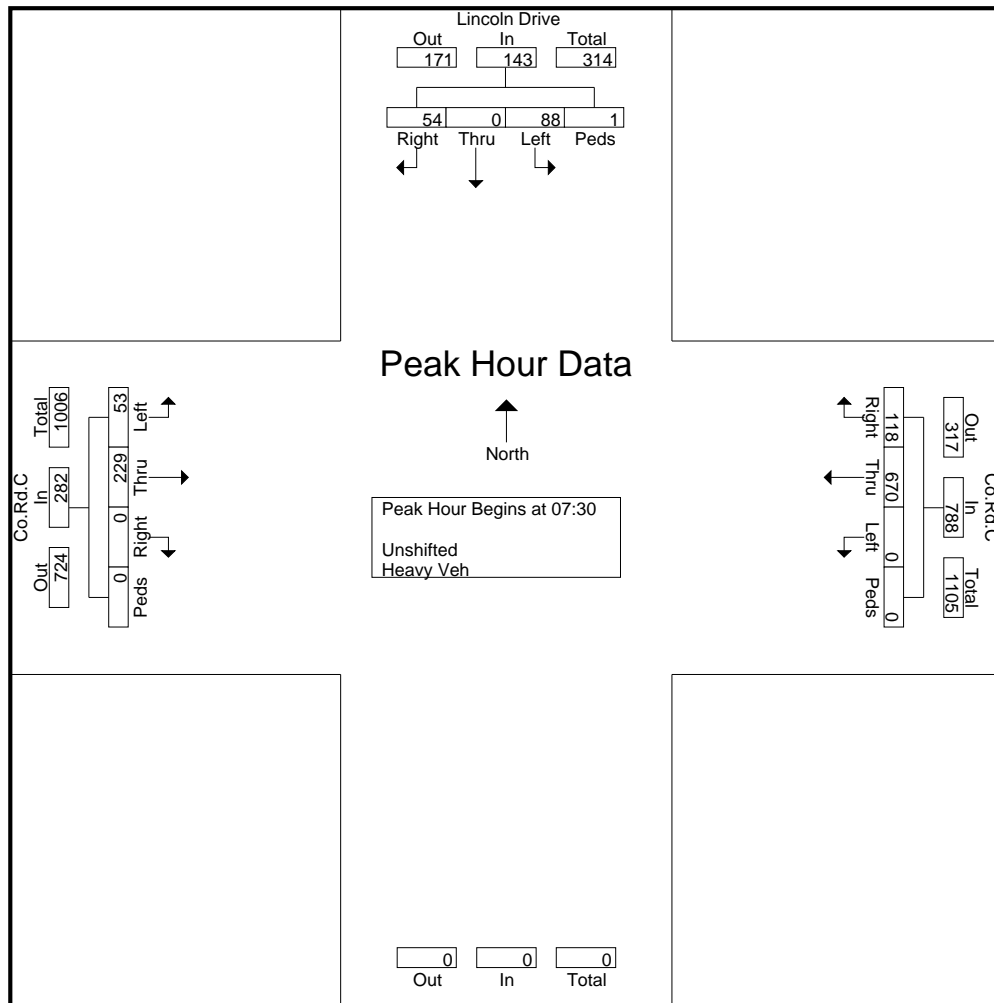 Lincoln Drive
Out In Total
171 143 314
54 0 88 1
Right Thru Left Peds
Peak Hour Data
North
Peak Hour Begins at 07:30
Unshifted
Heavy Veh
Co.Rd.C
Total In Out
1006 282 724
53 229 0 0
Left Thru Right Peds
Right Thru Left Peds
118 670 0 0
Out In Total
317 788 1105
Co.Rd.C
0 0 0
Out In Total